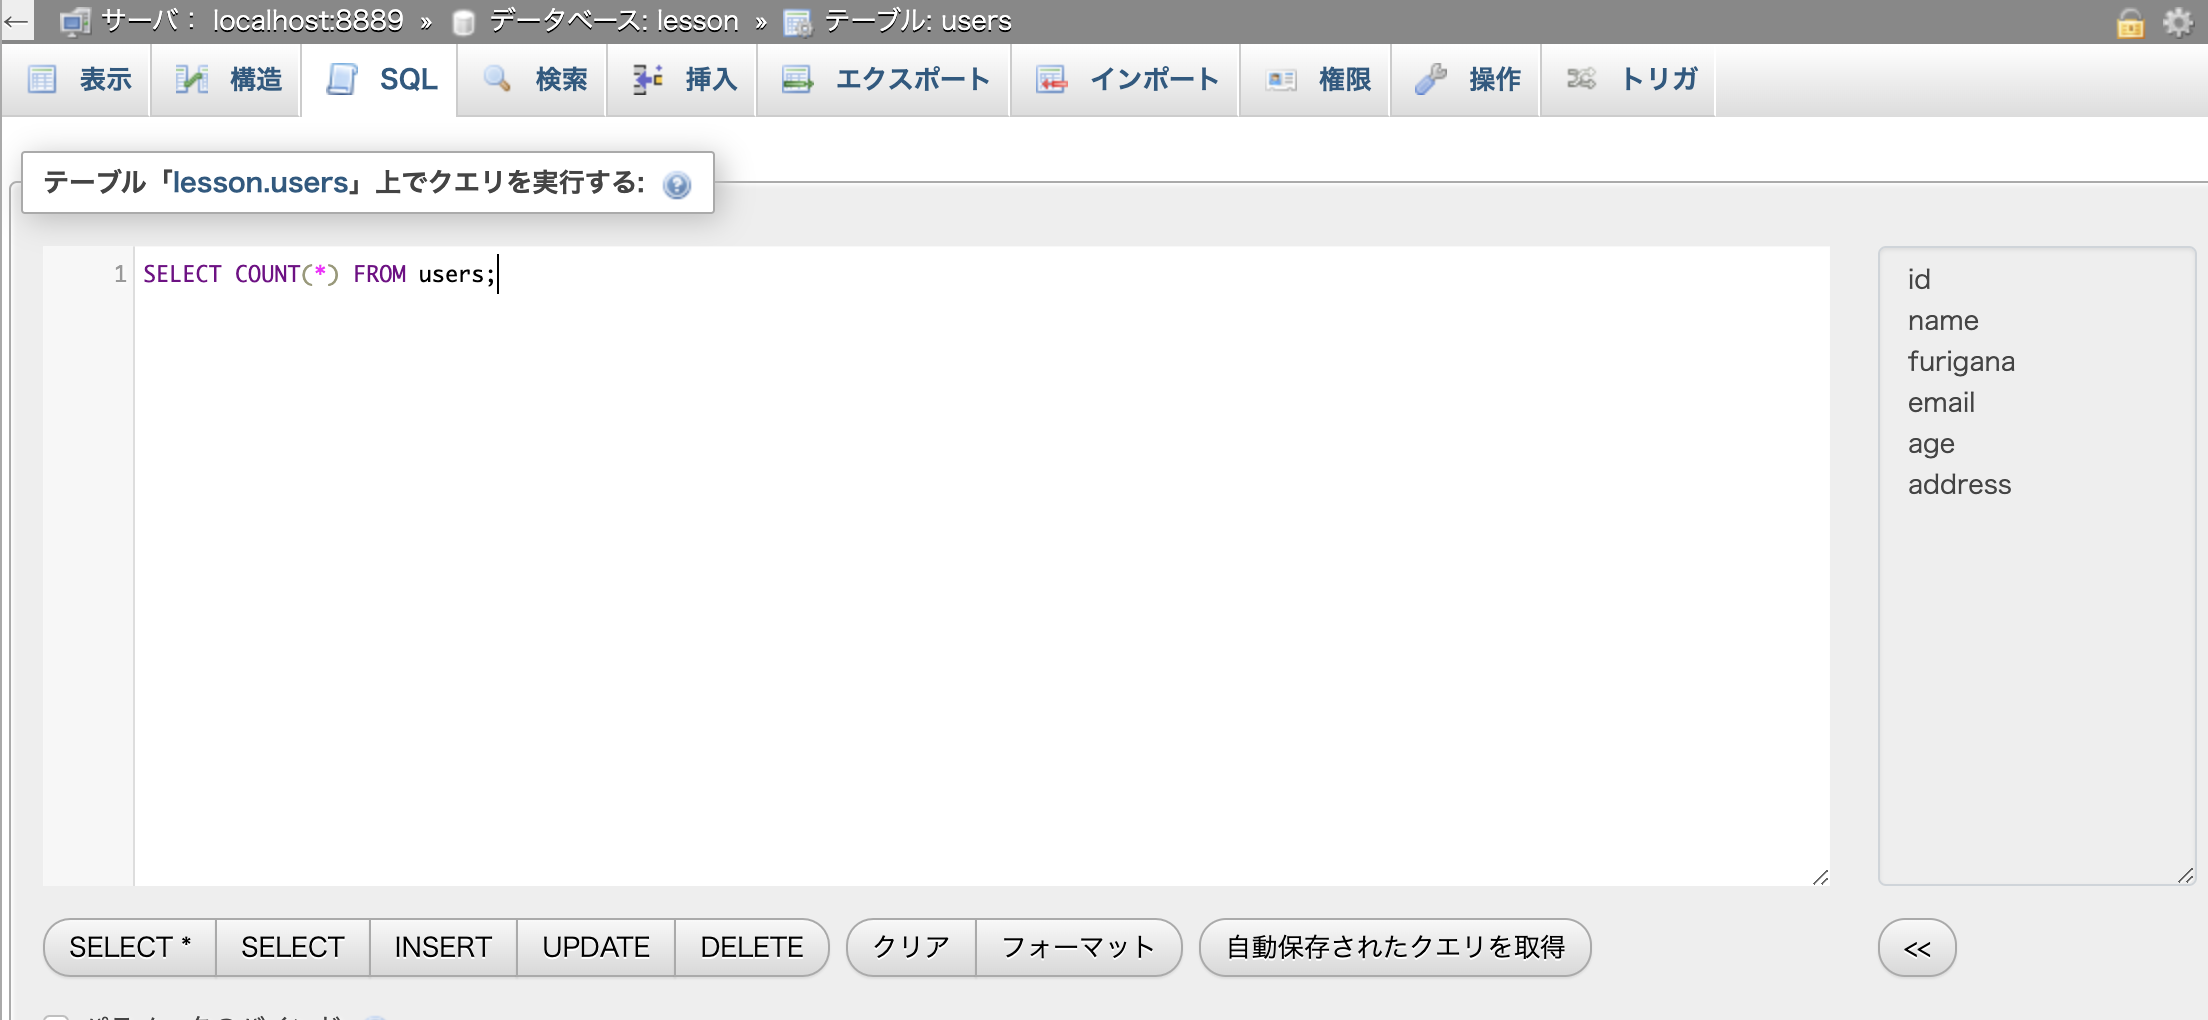 ← サーバ： localhost:8889 » データベース: lesson » テーブル: users
表示 構造 SQL 検索 挿入 エクスポート インポート 権限 操作 トリガ
テーブル「lesson.users」上でクエリを実行する:
1 SELECT COUNT(*) FROM users;
id
name
furigana
email
age
address
SELECT * SELECT INSERT UPDATE DELETE クリア フォーマット 自動保存されたクエリを取得 <<